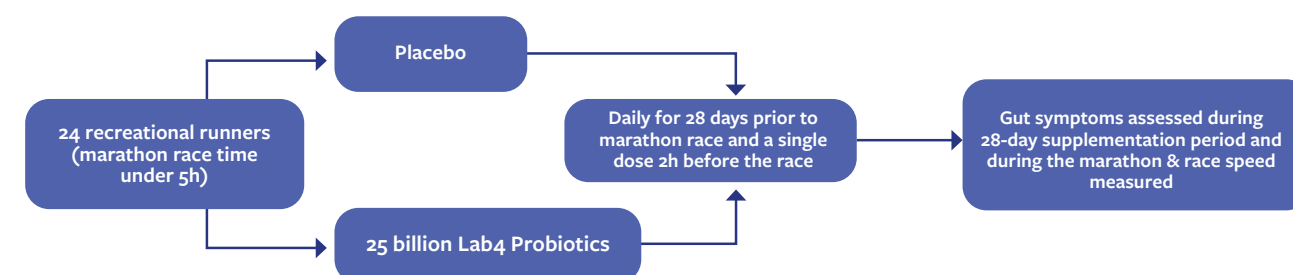 Placebo
24 recreational runners
(marathon race time
under 5h)
Daily for 28 days prior to
marathon race and a single
dose 2h before the race
Gut symptoms assessed during
28-day supplementation period and
during the marathon & race speed
measured
25 billion Lab4 Probiotics